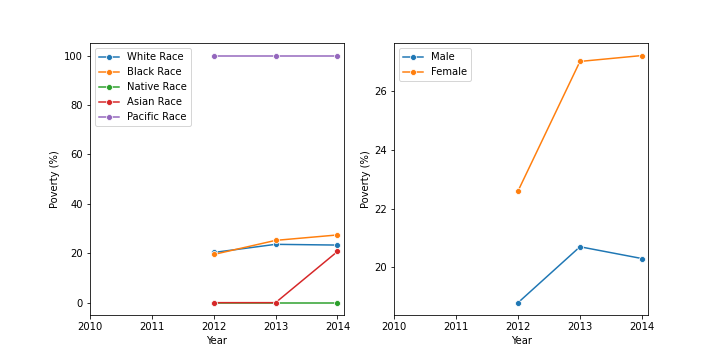 White Race
Black Race
Native Race
Asian Race
Pacific Race
100
80
60
40
20
0
Poverty (%)
2010 2011 2012 2013 2014
Year
Male
Female
26
24
22
20
Poverty (%)
2010 2011 2012 2013 2014
Year